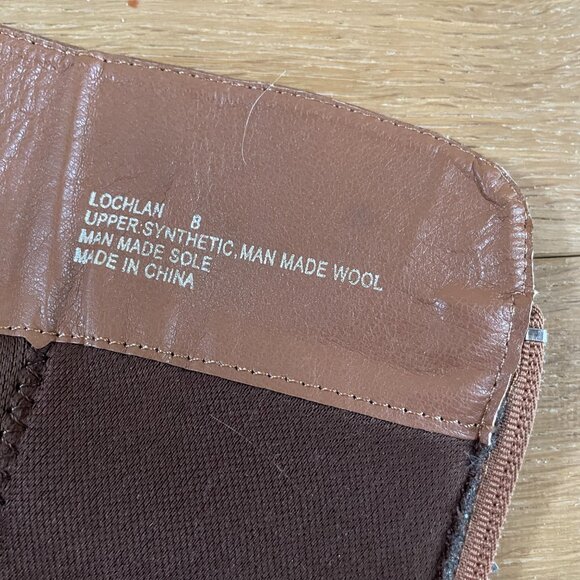 LOCHLAN 8
UPPER:SYNTHETIC, MAN MADE WOOL
MAN MADE SOLE
MADE IN CHINA